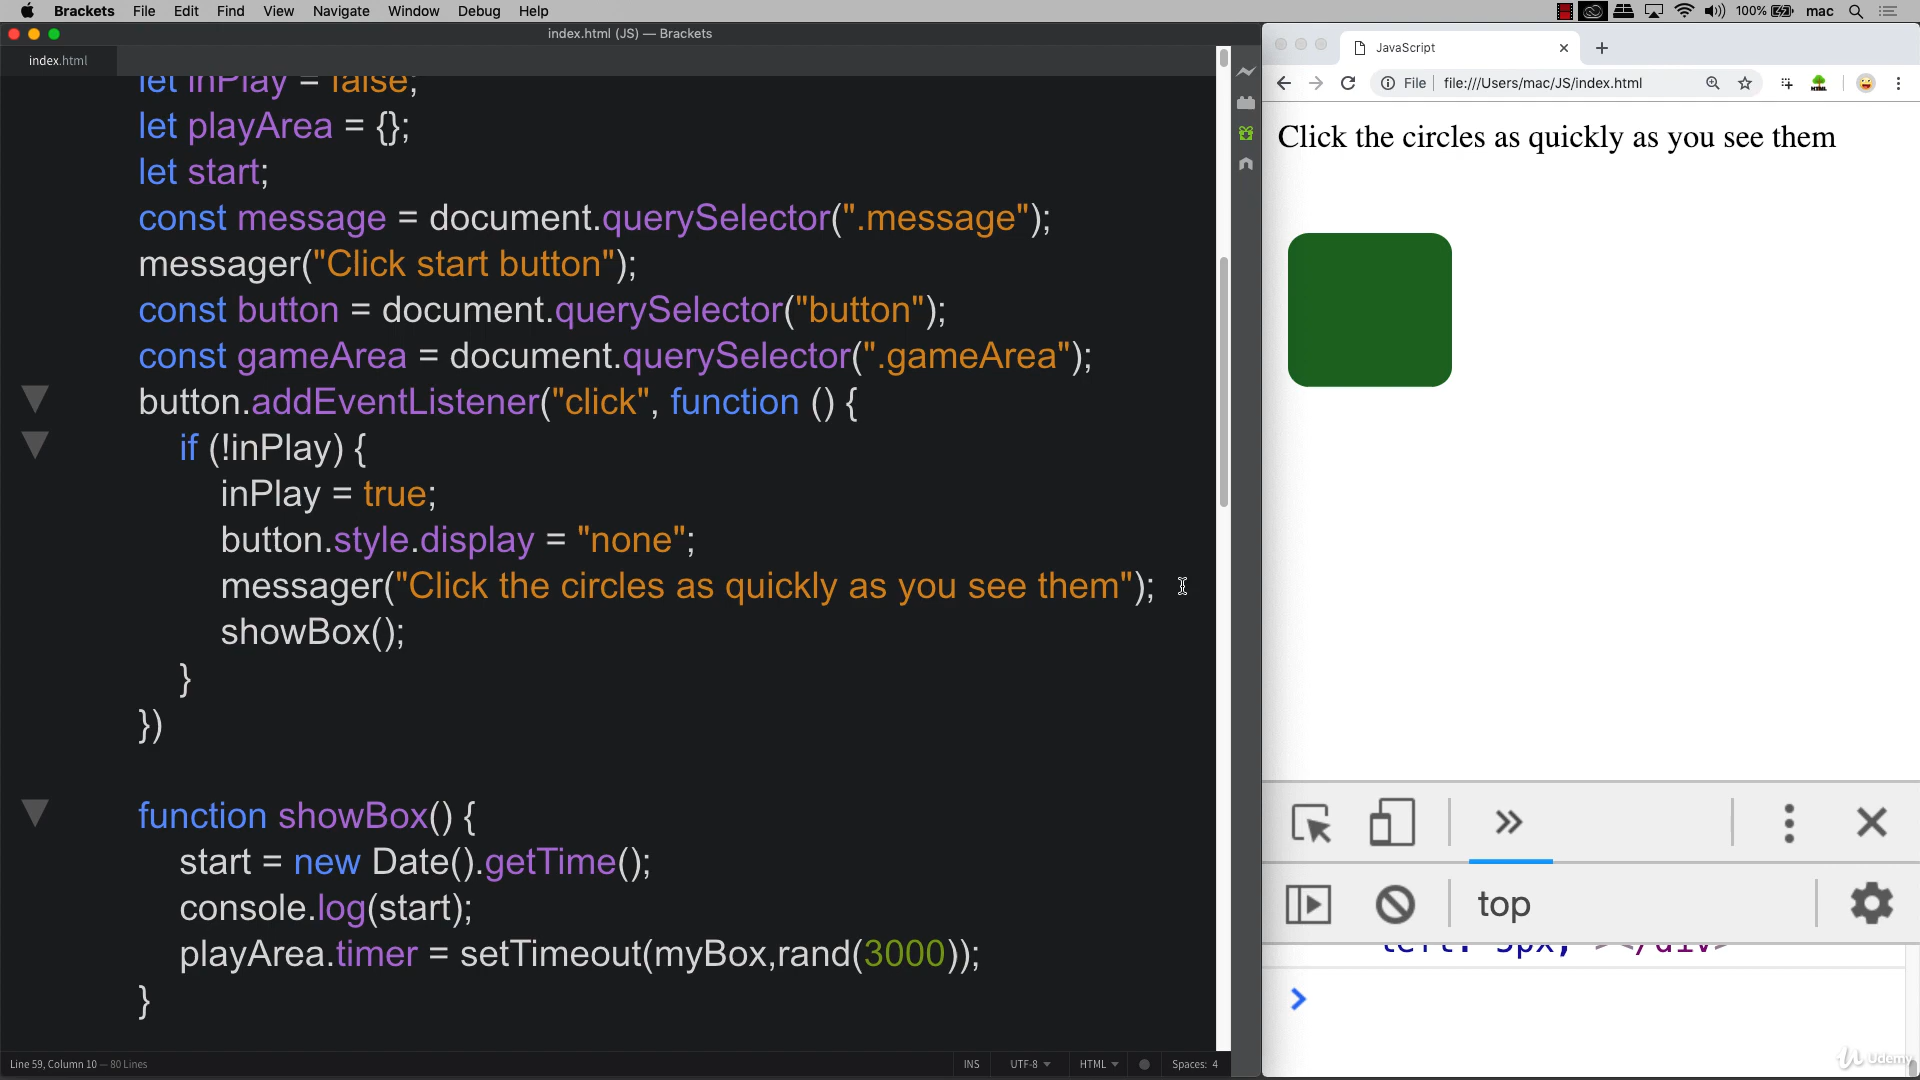 Brackets File Edit Find View Navigate Window Debug Help
100% mac
index.html (JS) — Brackets
index.html
let inPlay = false;
let playArea = {};
let start;
const message = document.querySelector(".message");
messager("Click start button");
const button = document.querySelector("button");
const gameArea = document.querySelector(".gameArea");
button.addEventListener("click", function () {
if (!inPlay) {
inPlay = true;
button.style.display = "none";
messager("Click the circles as quickly as you see them");
showBox();
}
})
function showBox() {
start = new Date().getTime();
console.log(start);
playArea.timer = setTimeout(myBox,rand(3000));
}
Line 59, Column 10 — 80 Lines
INS UTF-8 HTML Spaces: 4
JavaScript
File file:///Users/mac/JS/index.html
Click the circles as quickly as you see them
top
left: 5px; "></div>
Udemy